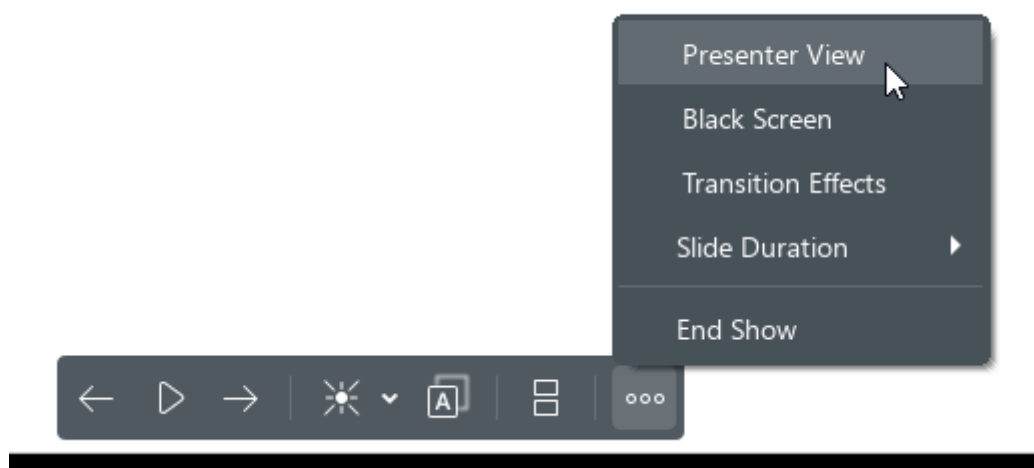 Presenter View
Black Screen
Transition Effects
Slide Duration
End Show
A